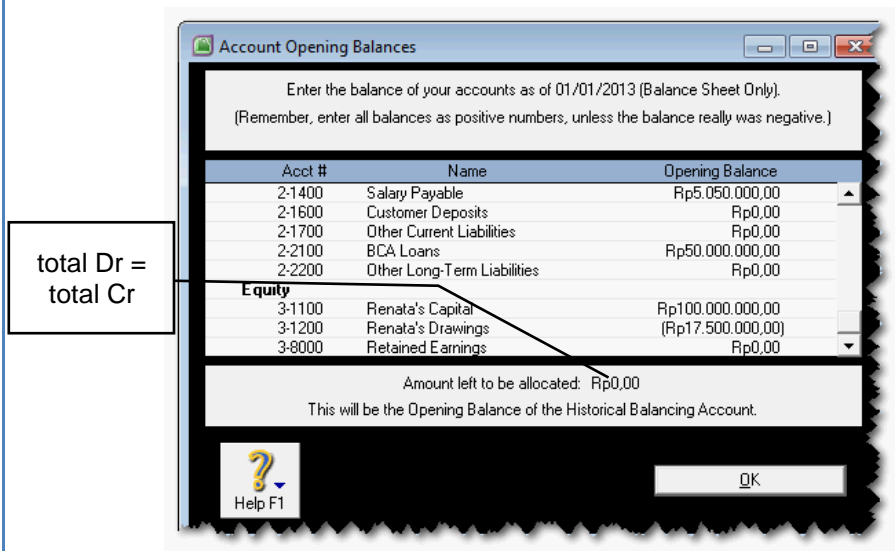 Account Opening Balances
Enter the balance of your accounts as of 01/01/2013 (Balance Sheet Only).
(Remember, enter all balances as positive numbers, unless the balance really was negative.)
Acct # Name Opening Balance
2-1400 Salary Payable Rp5.050.000,00
2-1600 Customer Deposits Rp0,00
2-1700 Other Current Liabilities Rp0,00
2-2100 BCA Loans Rp50.000.000,00
2-2200 Other Long-Term Liabilities Rp0,00
Equity
3-1100 Renata's Capital Rp100.000.000,00
3-1200 Renata's Drawings (Rp17.500.000,00)
3-8000 Retained Earnings Rp0,00
total Dr =
total Cr
Amount left to be allocated: Rp0,00
This will be the Opening Balance of the Historical Balancing Account.
Help F1
OK